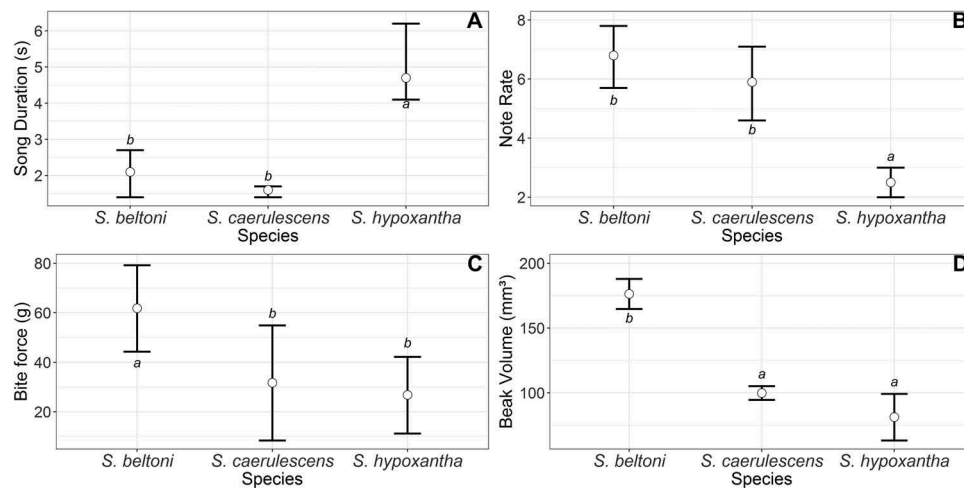 A
Song Duration (s)
6
5
4
3
2
b
b
a
S. beltoni S. caerulescens S. hypoxantha
Species
B
Note Rate
8
6
4
2
b
b
a
S. beltoni S. caerulescens S. hypoxantha
Species
C
Bite force (g)
80
60
40
20
a
b
b
S. beltoni S. caerulescens S. hypoxantha
Species
D
Beak Volume (mm³)
200
150
100
b
a
a
S. beltoni S. caerulescens S. hypoxantha
Species